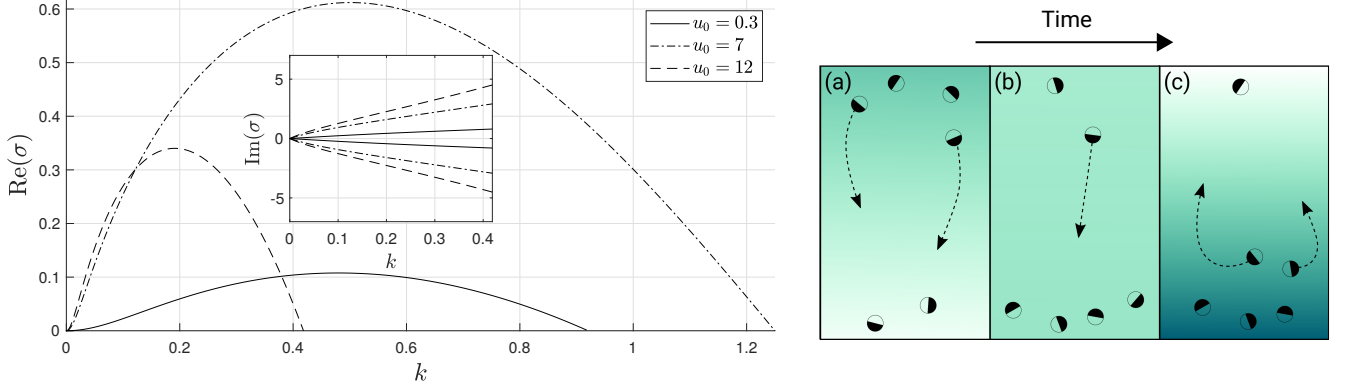 0.6
0.5
0.4
0.3
0.2
0.1
0
Re(σ)
0 0.2 0.4 0.6 0.8 1 1.2
k
u₀ = 0.3
u₀ = 7
u₀ = 12
5
0
-5
Im(σ)
0 0.1 0.2 0.3 0.4
k
Time
(a) (b) (c)